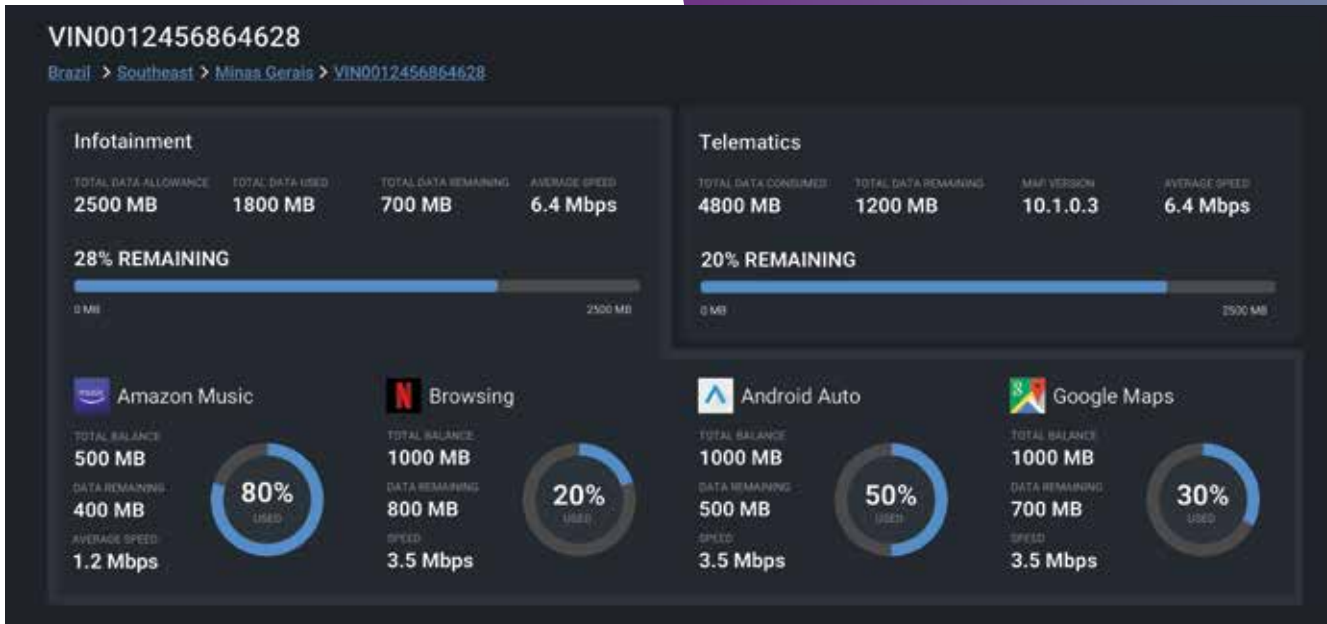 VIN0012456864628
Brazil > Southeast > Minas Gerais > VIN0012456864628
Infotainment
TOTAL DATA ALLOWANCE TOTAL DATA USED TOTAL DATA REMAINING AVERAGE SPEED
2500 MB 1800 MB 700 MB 6.4 Mbps
28% REMAINING
0 MB 2500 MB
Telematics
TOTAL DATA CONSUMED TOTAL DATA REMAINING MAP VERSION AVERAGE SPEED
4800 MB 1200 MB 10.1.0.3 6.4 Mbps
20% REMAINING
0 MB 2500 MB
music
Amazon Music
TOTAL BALANCE
500 MB
DATA REMAINING
400 MB
AVERAGE SPEED
1.2 Mbps
80%
USED
N
Browsing
TOTAL BALANCE
1000 MB
DATA REMAINING
800 MB
SPEED
3.5 Mbps
20%
USED
Android Auto
TOTAL BALANCE
1000 MB
DATA REMAINING
500 MB
SPEED
3.5 Mbps
50%
USED
8
Google Maps
TOTAL BALANCE
1000 MB
DATA REMAINING
700 MB
SPEED
3.5 Mbps
30%
USED